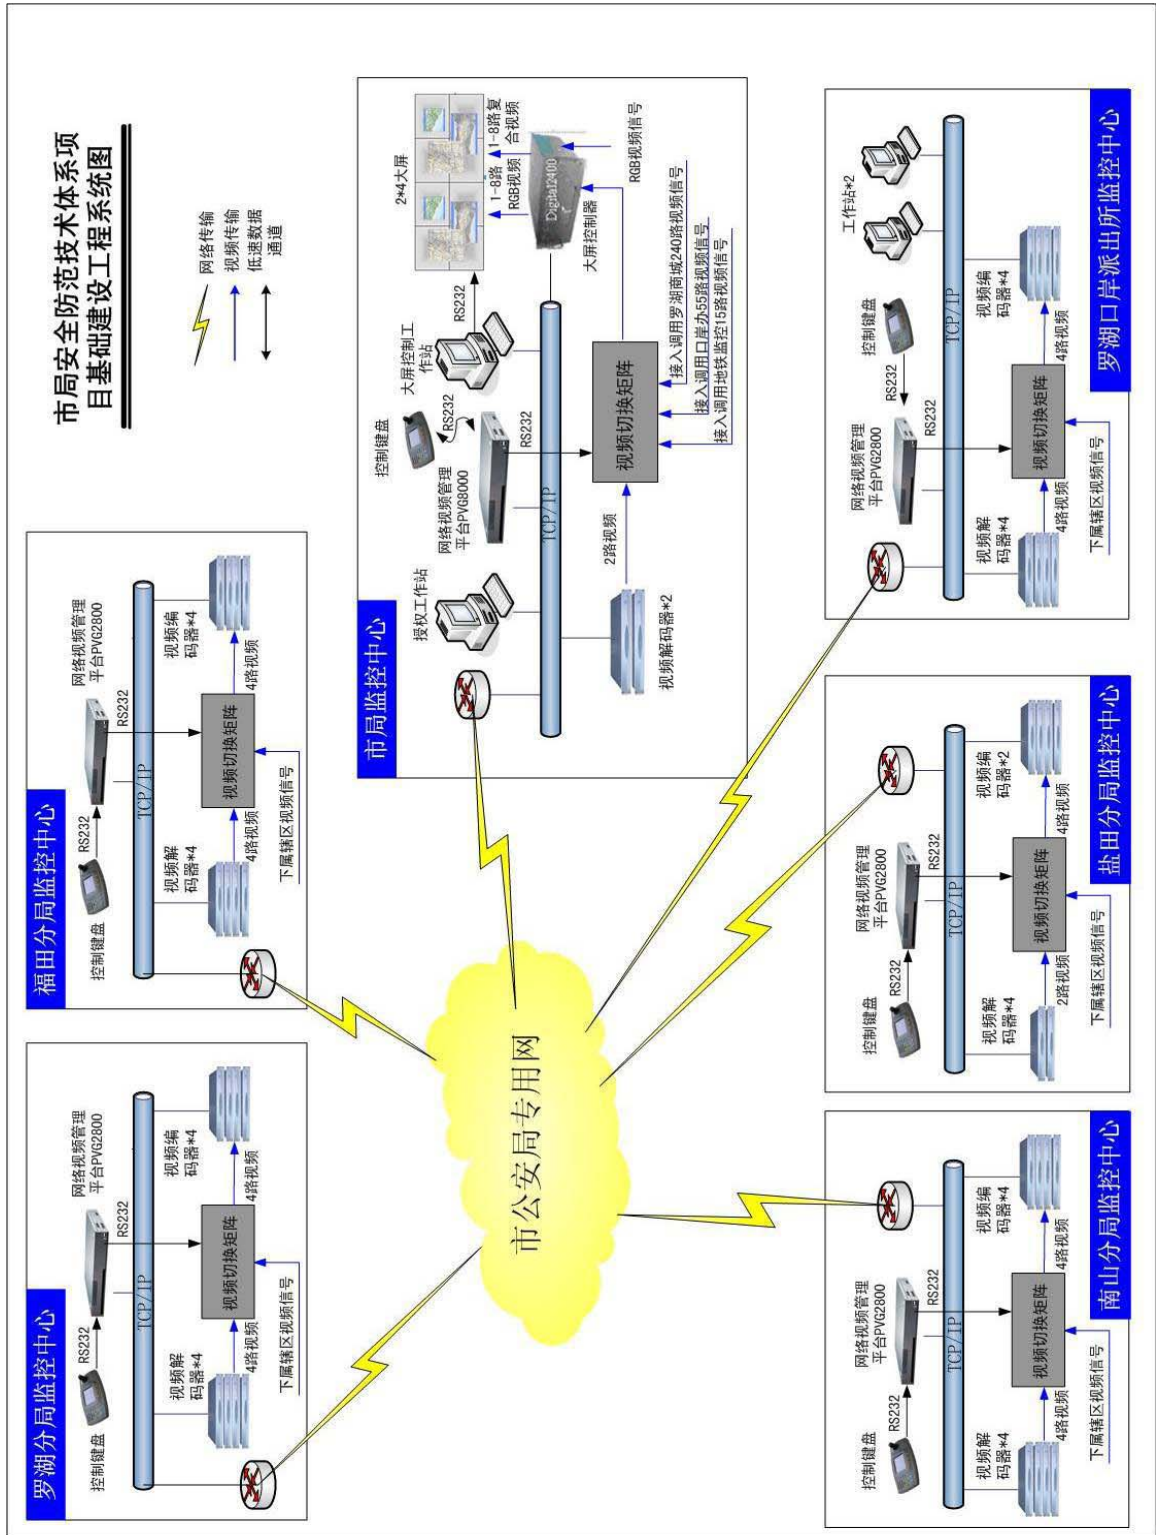 市局安全防范技术体系项
目基础建设工程系统图
网络传输
视频传输
低速数据
通道
罗湖分局监控中心
控制键盘
RS232
网络视频管理
平台PVG2800
RS232
TCP/IP
视频解
码器*4
视频编
码器*4
4路视频
视频切换矩阵
4路视频
下属辖区视频信号
福田分局监控中心
控制键盘
RS232
网络视频管理
平台PVG2800
RS232
TCP/IP
视频解
码器*4
视频编
码器*4
4路视频
视频切换矩阵
4路视频
下属辖区视频信号
市局监控中心
授权工作站
网络视频管理
平台PVG8000
控制键盘
RS232
RS232
大屏控制工
作站
RS232
2*4大屏
1-8路
RGB视频
1-8路复
合视频
Digital2400
大屏控制器
RGB视频信号
TCP/IP
视频解码器*2
2路视频
视频切换矩阵
接入调用罗湖商城240路视频信号
接入调用口岸办55路视频信号
接入调用地铁监控15路视频信号
市公安局专用网
南山分局监控中心
控制键盘
RS232
网络视频管理
平台PVG2800
RS232
TCP/IP
视频解
码器*4
视频编
码器*4
4路视频
视频切换矩阵
4路视频
下属辖区视频信号
盐田分局监控中心
控制键盘
RS232
网络视频管理
平台PVG2800
RS232
TCP/IP
视频解
码器*4
视频编
码器*2
2路视频
视频切换矩阵
4路视频
下属辖区视频信号
罗湖口岸派出所监控中心
网络视频管理
平台PVG2800
RS232
控制键盘
RS232
工作站*2
TCP/IP
视频解
码器*4
视频编
码器*4
4路视频
视频切换矩阵
4路视频
下属辖区视频信号